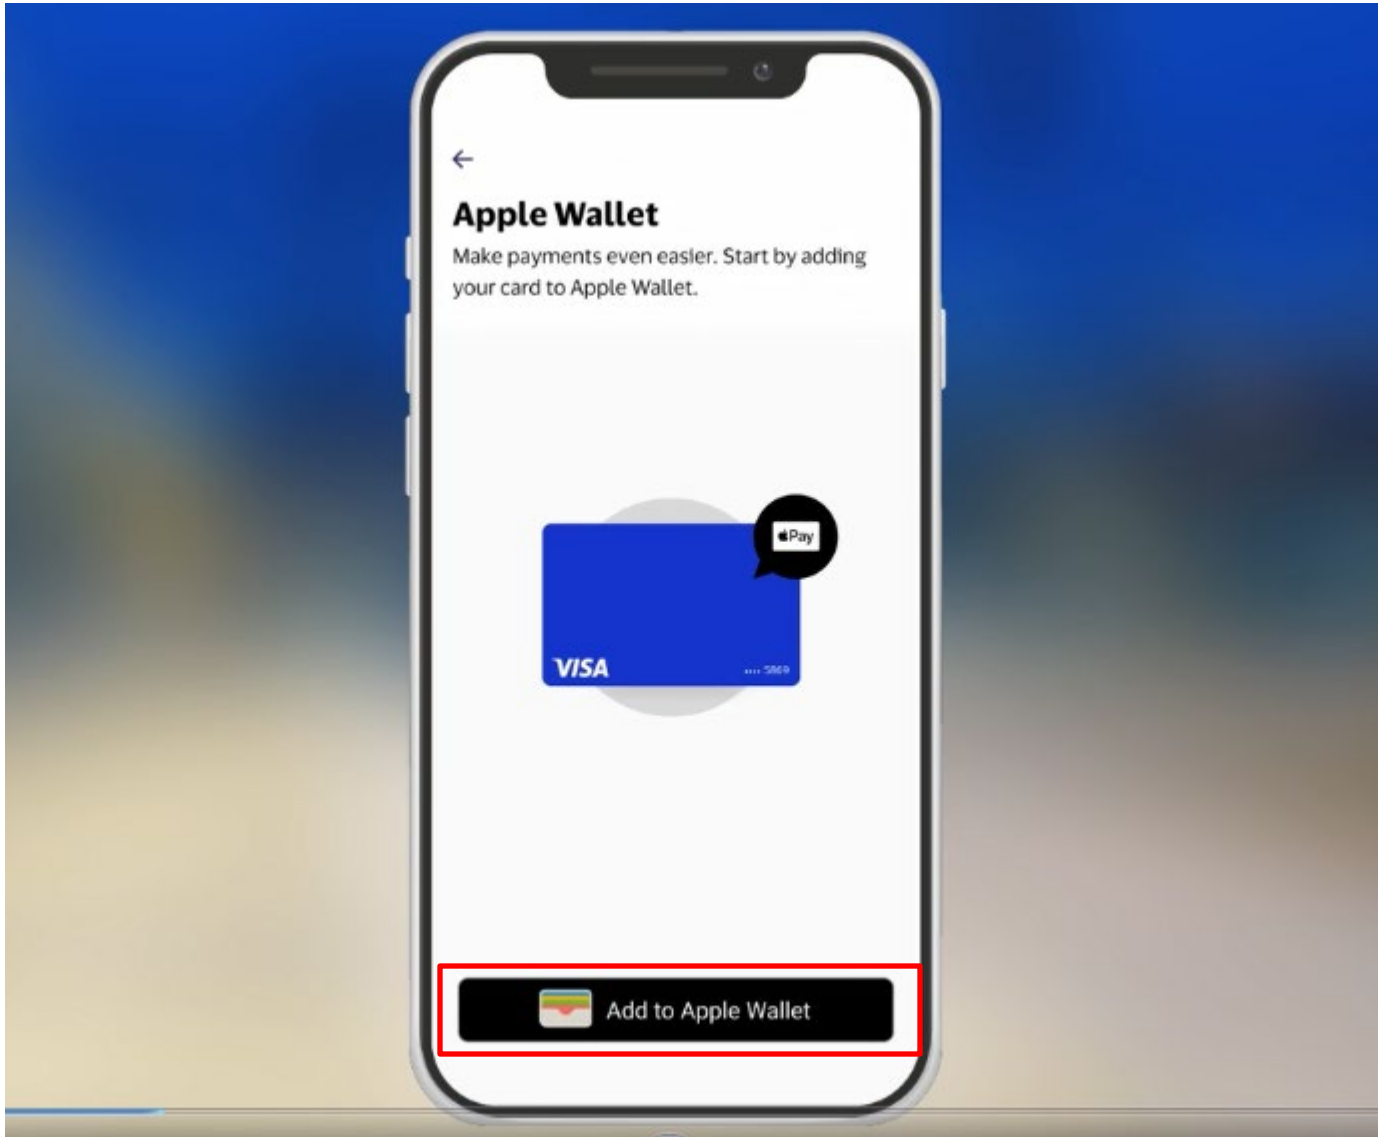 Apple Wallet
Make payments even easier. Start by adding
your card to Apple Wallet.
Pay
VISA
Add to Apple Wallet